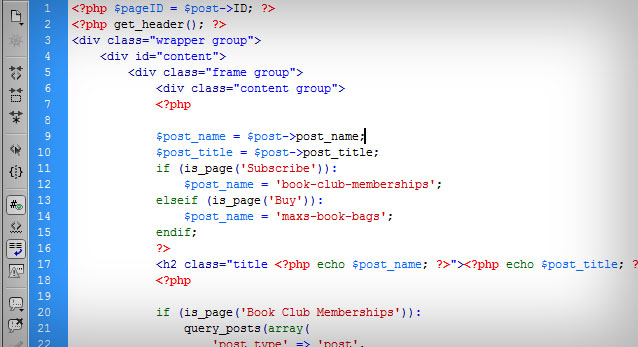 1 <?php $pageID = $post->ID; ?>
2 <?php get_header(); ?>
3 <div class="wrapper group">
4 <div id="content">
5 <div class="frame group">
6 <div class="content group">
7 <?php
8
9 $post_name = $post->post_name;
10 $post_title = $post->post_title;
11 if (is_page('Subscribe')):
12 $post_name = 'book-club-memberships';
13 elseif (is_page('Buy')):
14 $post_name = 'maxs-book-bags';
15 endif;
16 ?>
17 <h2 class="title <?php echo $post_name; ?>"><?php echo $post_title; ?
18 <?php
19
20 if (is_page('Book Club Memberships')):
21 query_posts(array(
22 'post_type' => 'post',